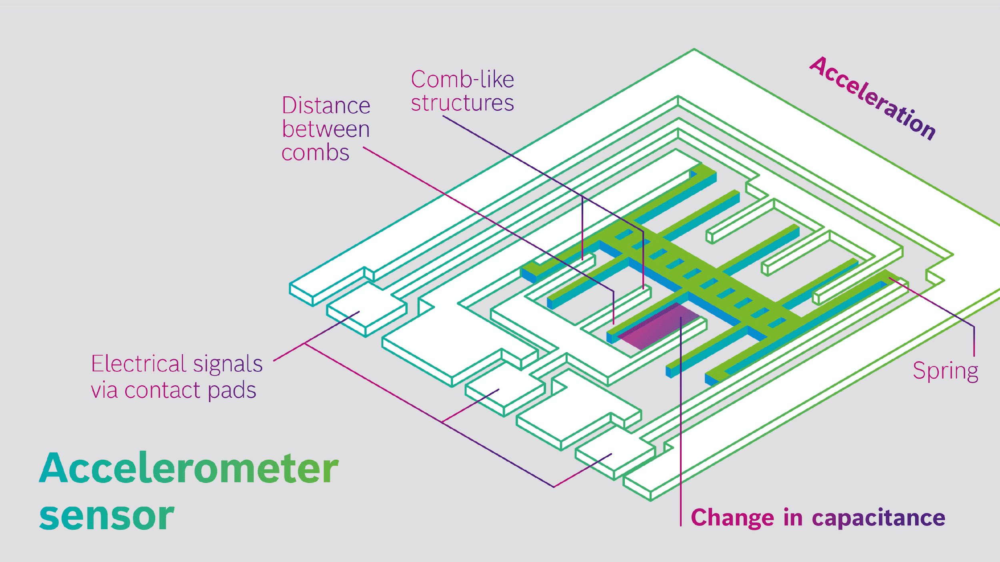 Acceleration
Comb-like
structures
Distance
between
combs
Electrical signals
via contact pads
Spring
Accelerometer
sensor
Change in capacitance